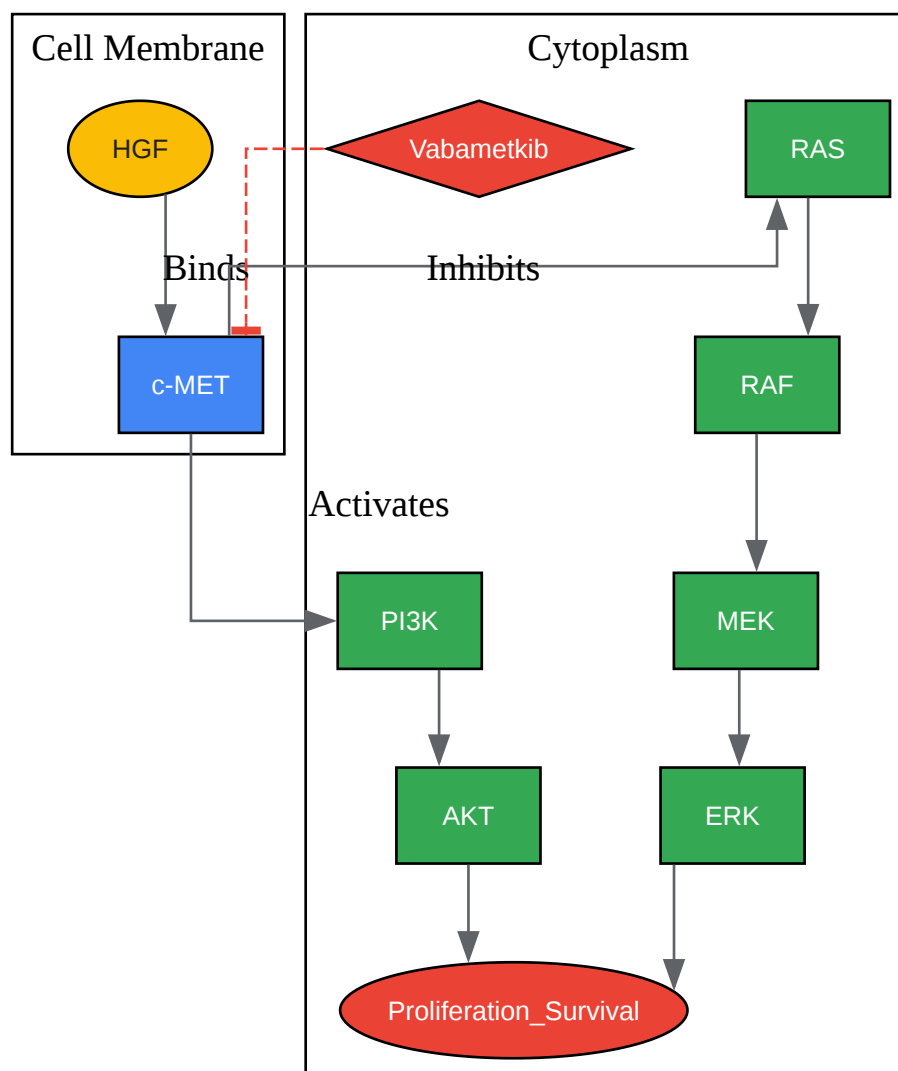 Cell Membrane
Cytoplasm
HGF
Vabametkib
RAS
Binds
Inhibits
c-MET
RAF
Activates
PI3K
MEK
AKT
ERK
Proliferation_Survival